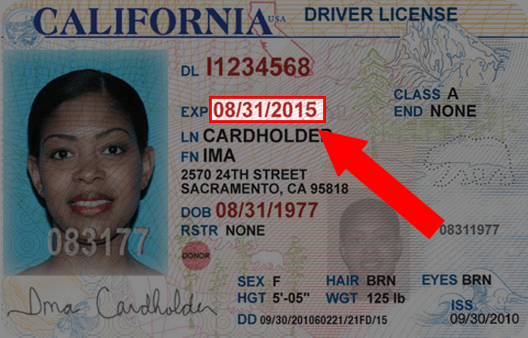 CALIFORNIA USA DRIVER LICENSE
DL I1234568
EXP 08/31/2015
CLASS A
END NONE
LN CARDHOLDER
FN IMA
2570 24TH STREET
SACRAMENTO, CA 95818
DOB 08/31/1977
RSTR NONE
08311977
083177
DONOR
SEX F HAIR BRN EYES BRN
HGT 5'-05" WGT 125 lb
ISS
DD 09/30/201060221/21FD/15 09/30/2010
Ima Cardholder